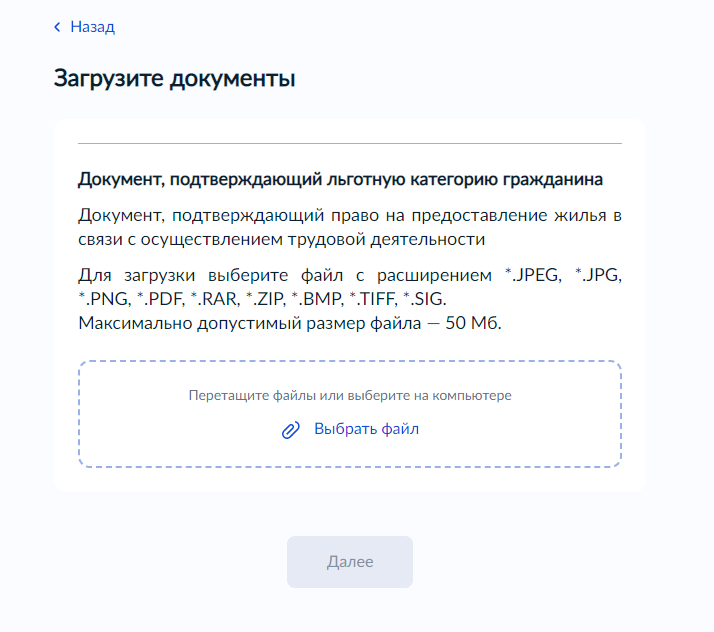 Назад
Загрузите документы
Документ, подтверждающий льготную категорию гражданина
Документ, подтверждающий право на предоставление жилья в
связи с осуществлением трудовой деятельности
Для загрузки выберите файл с расширением *.JPEG, *.JPG,
*.PNG, *.PDF, *.RAR, *.ZIP, *.BMP, *.TIFF, *.SIG.
Максимально допустимый размер файла — 50 Мб.
Перетащите файлы или выберите на компьютере
Выбрать файл
Далее